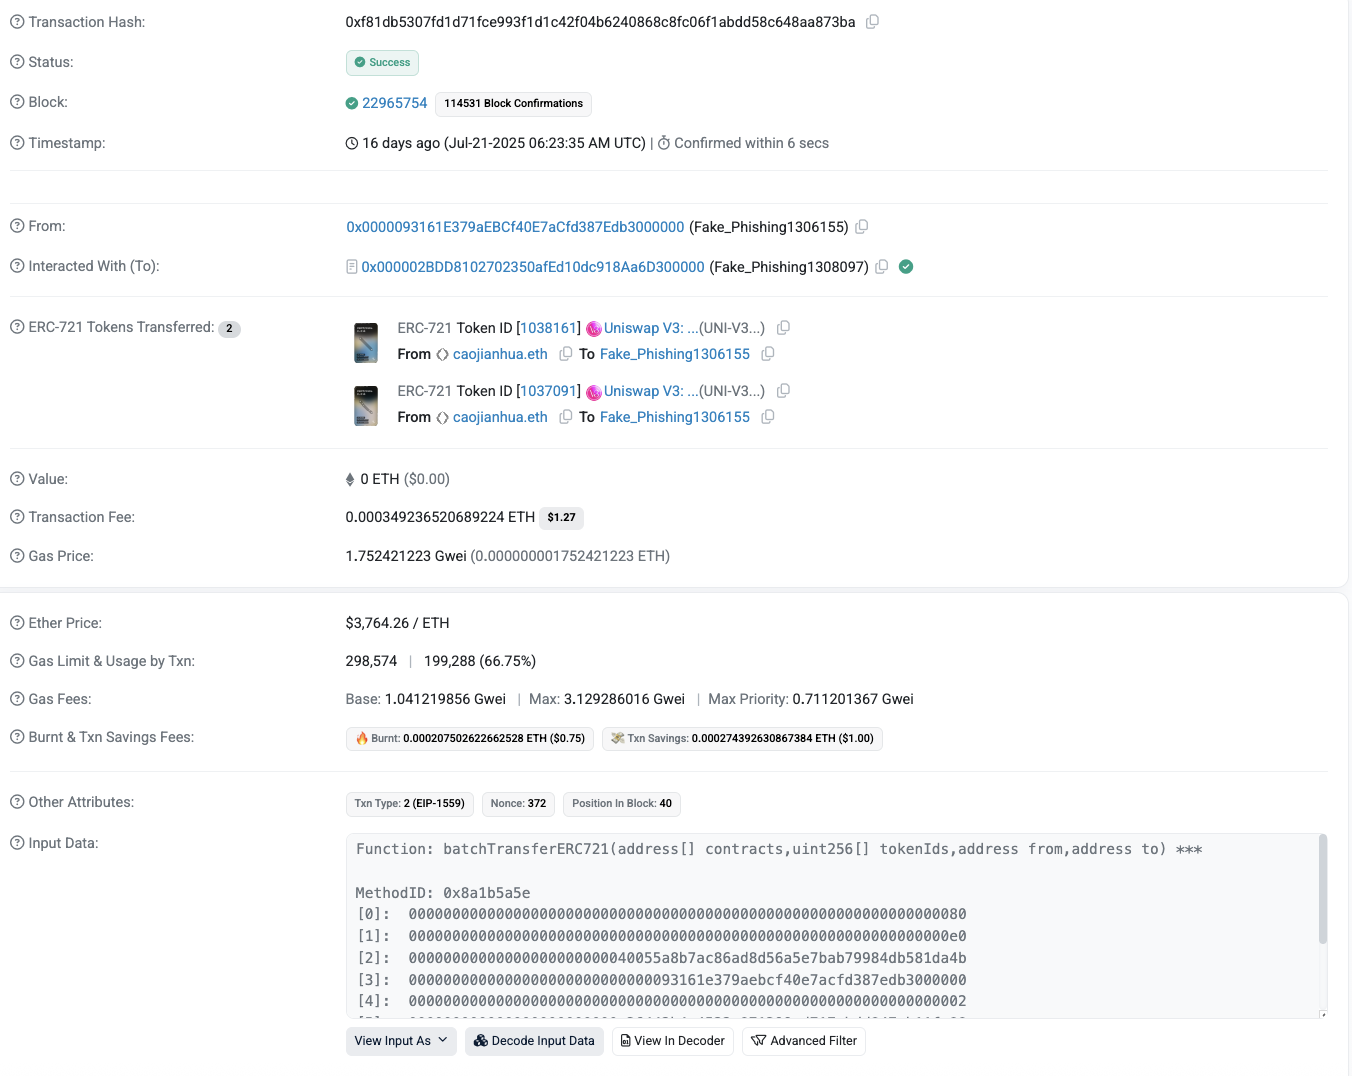 Transaction Hash: 0xf81db5307fd1d71fce993f1d1c42f04b6240868c8fc06f1abdd58c648aa873ba
Status: Success
Block: 22965754 114531 Block Confirmations
Timestamp: 16 days ago (Jul-21-2025 06:23:35 AM UTC) | Confirmed within 6 secs
From: 0x0000093161E379aEBCf40E7aCfd387Edb3000000 (Fake_Phishing1306155)
Interacted With (To): 0x000002BDD8102702350afEd10dc918Aa6D300000 (Fake_Phishing1308097)
ERC-721 Tokens Transferred: 2
ERC-721 Token ID [1038161] Uniswap V3: ...(UNI-V3...)
From caojianhua.eth To Fake_Phishing1306155
ERC-721 Token ID [1037091] Uniswap V3: ...(UNI-V3...)
From caojianhua.eth To Fake_Phishing1306155
Value: 0 ETH ($0.00)
Transaction Fee: 0.000349236520689224 ETH $1.27
Gas Price: 1.752421223 Gwei (0.000000001752421223 ETH)
Ether Price: $3,764.26 / ETH
Gas Limit & Usage by Txn: 298,574 | 199,288 (66.75%)
Gas Fees: Base: 1.041219856 Gwei | Max: 3.129286016 Gwei | Max Priority: 0.711201367 Gwei
Burnt & Txn Savings Fees: Burnt: 0.000207502622662528 ETH ($0.75) Txn Savings: 0.000274392630867384 ETH ($1.00)
Other Attributes: Txn Type: 2 (EIP-1559) Nonce: 372 Position In Block: 40
Input Data:
Function: batchTransferERC721(address[] contracts,uint256[] tokenIds,address from,address to) ***
MethodID: 0x8a1b5a5e
[0]: 0000000000000000000000000000000000000000000000000000000000000080
[1]: 00000000000000000000000000000000000000000000000000000000000000e0
[2]: 00000000000000000000000040055a8b7ac86ad8d56a5e7bab79984db581da4b
[3]: 0000000000000000000000000000093161e379aebcf40e7acfd387edb3000000
[4]: 0000000000000000000000000000000000000000000000000000000000000002
View Input As Decode Input Data View In Decoder Advanced Filter